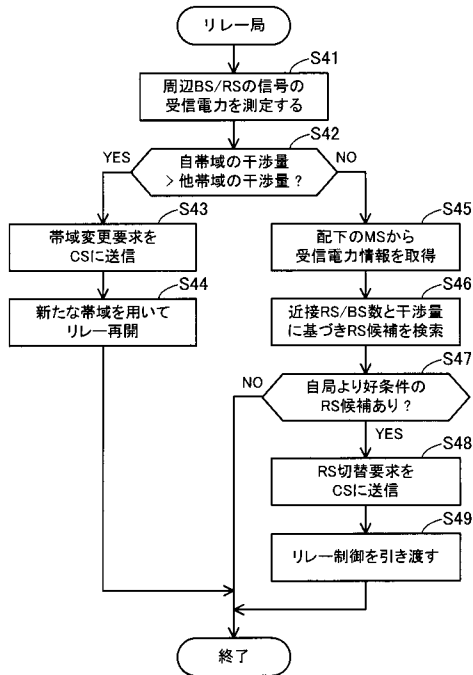 リレー局
S41
周辺BS/RSの信号の
受信電力を測定する
S42
自帯域の干渉量
>他帯域の干渉量?
YES
NO
S43
帯域変更要求を
CSに送信
S44
新たな帯域を用いて
リレー再開
S45
配下のMSから
受信電力情報を取得
S46
近接RS/BS数と干渉量
に基づきRS候補を検索
S47
自局より好条件の
RS候補あり?
NO
YES
S48
RS切替要求を
CSに送信
S49
リレー制御を引き渡す
終了